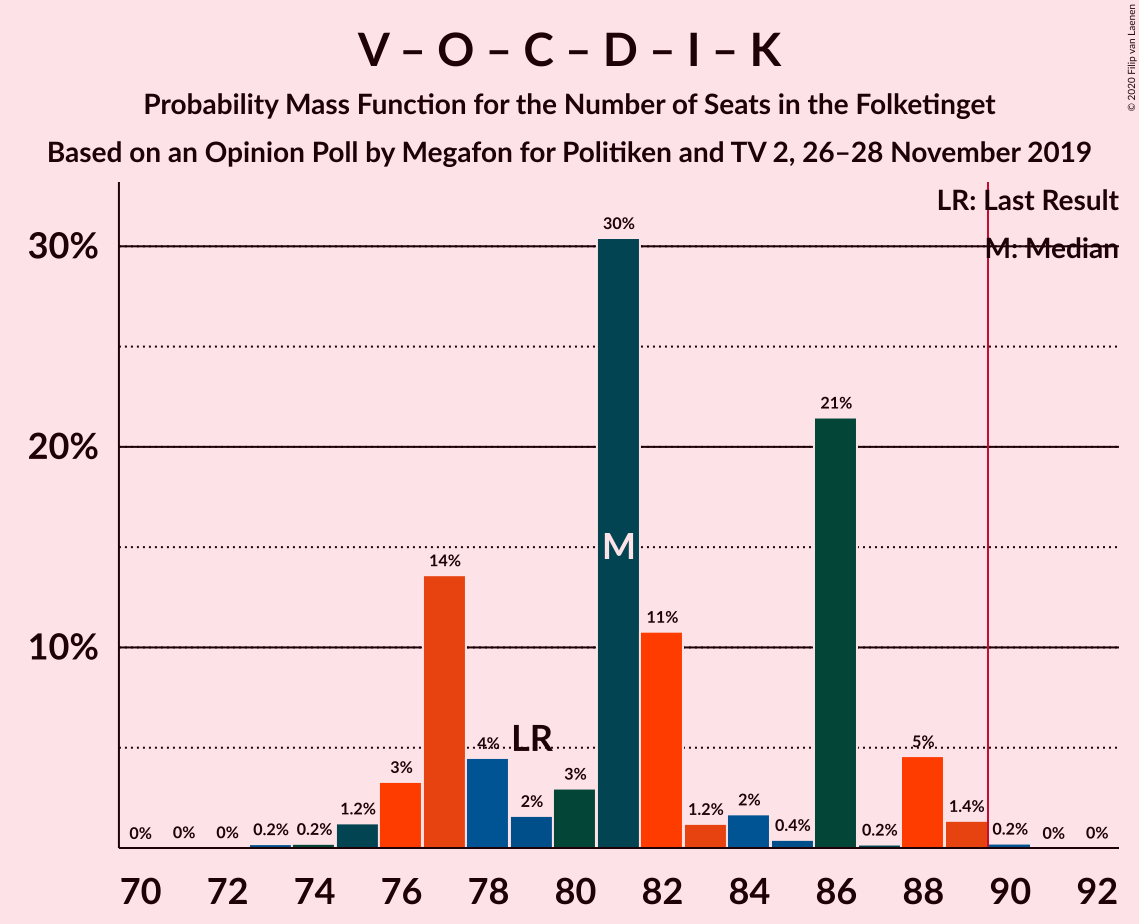 V – O – C – D – I – K
Probability Mass Function for the Number of Seats in the Folketinget
Based on an Opinion Poll by Megafon for Politiken and TV 2, 26–28 November 2019
© 2020 Filip van Laenen
LR: Last Result
M: Median
30%
20%
10%
0% 0% 0% 0.2% 0.2% 1.2% 3% 14% 4% 2% 3% 30% 11% 1.2% 2% 0.4% 21% 0.2% 5% 1.4% 0.2% 0% 0%
LR
M
70 72 74 76 78 80 82 84 86 88 90 92